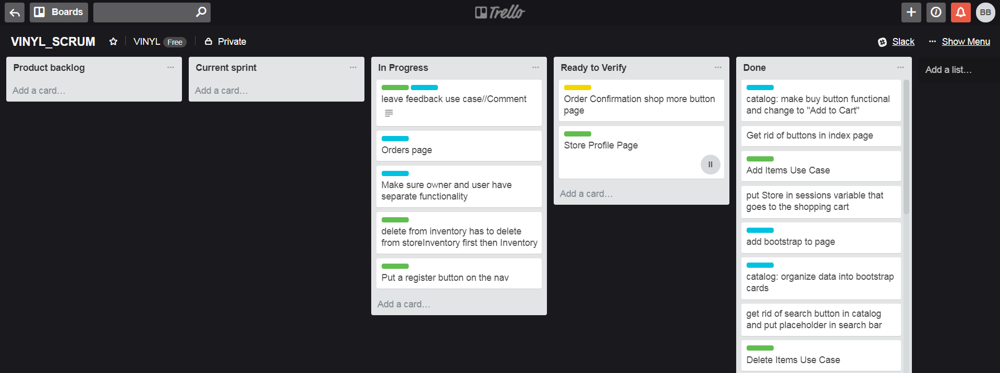 Boards
Trello
BB
VINYL_SCRUM
VINYL Free
Private
Slack
··· Show Menu
Product backlog ···
Add a card…
Current sprint ···
Add a card…
In Progress ···
leave feedback use case//Comment
Orders page
Make sure owner and user have
separate functionality
delete from inventory has to delete
from storeInventory first then Inventory
Put a register button on the nav
Add a card…
Ready to Verify ···
Order Confirmation shop more button
page
Store Profile Page
II
Add a card…
Done ···
catalog: make buy button functional
and change to "Add to Cart"
Get rid of buttons in index page
Add Items Use Case
put Store in sessions variable that
goes to the shopping cart
add bootstrap to page
catalog: organize data into bootstrap
cards
get rid of search button in catalog
and put placeholder in search bar
Delete Items Use Case
Add a list…